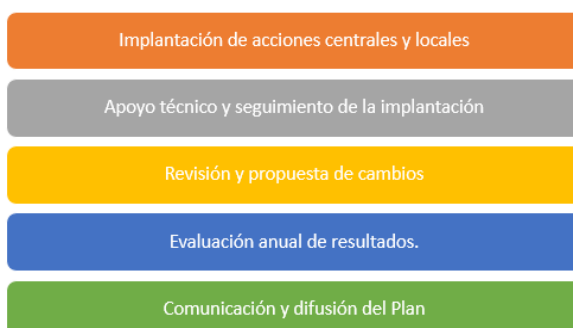 Implantación de acciones centrales y locales
Apoyo técnico y seguimiento de la implantación
Revisión y propuesta de cambios
Evaluación anual de resultados.
Comunicación y difusión del Plan